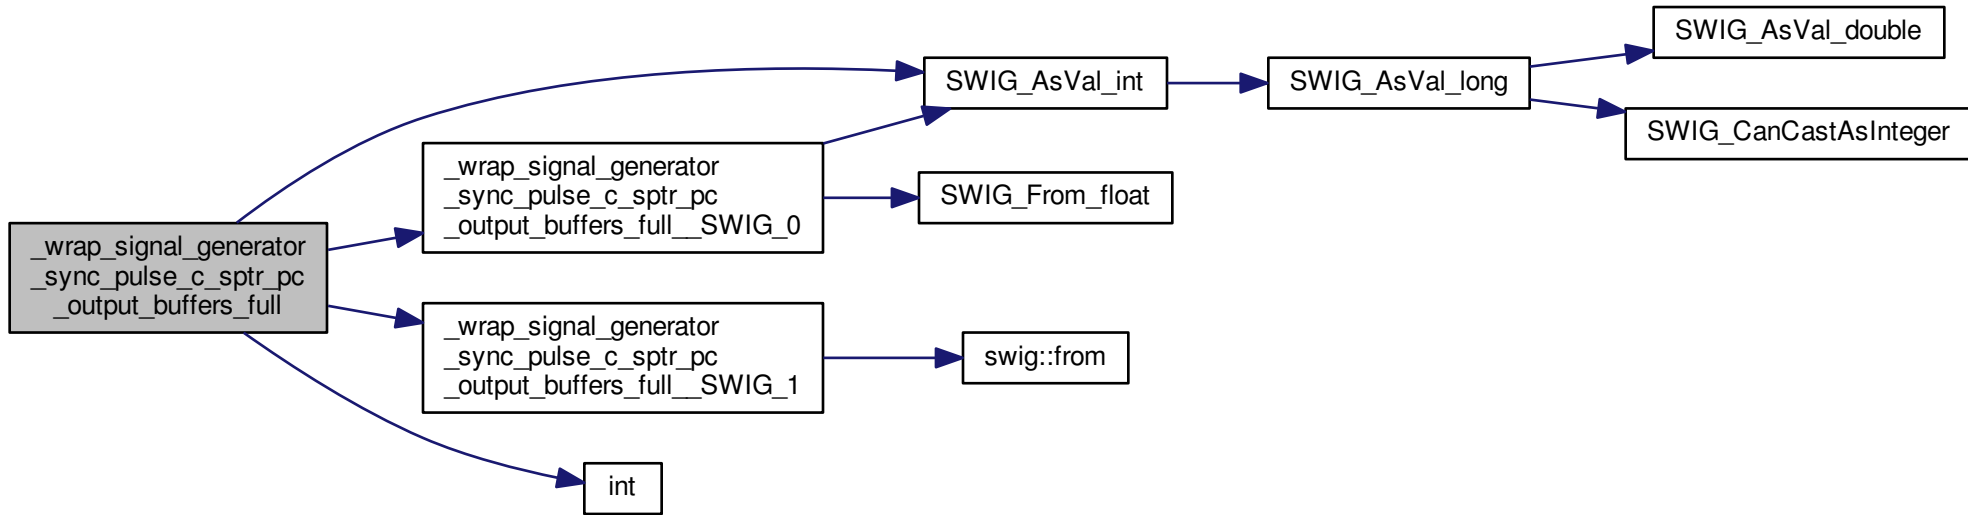 _wrap_signal_generator
_sync_pulse_c_sptr_pc
_output_buffers_full
_wrap_signal_generator
_sync_pulse_c_sptr_pc
_output_buffers_full__SWIG_0
_wrap_signal_generator
_sync_pulse_c_sptr_pc
_output_buffers_full__SWIG_1
int
SWIG_AsVal_int
SWIG_From_float
swig::from
SWIG_AsVal_long
SWIG_AsVal_double
SWIG_CanCastAsInteger